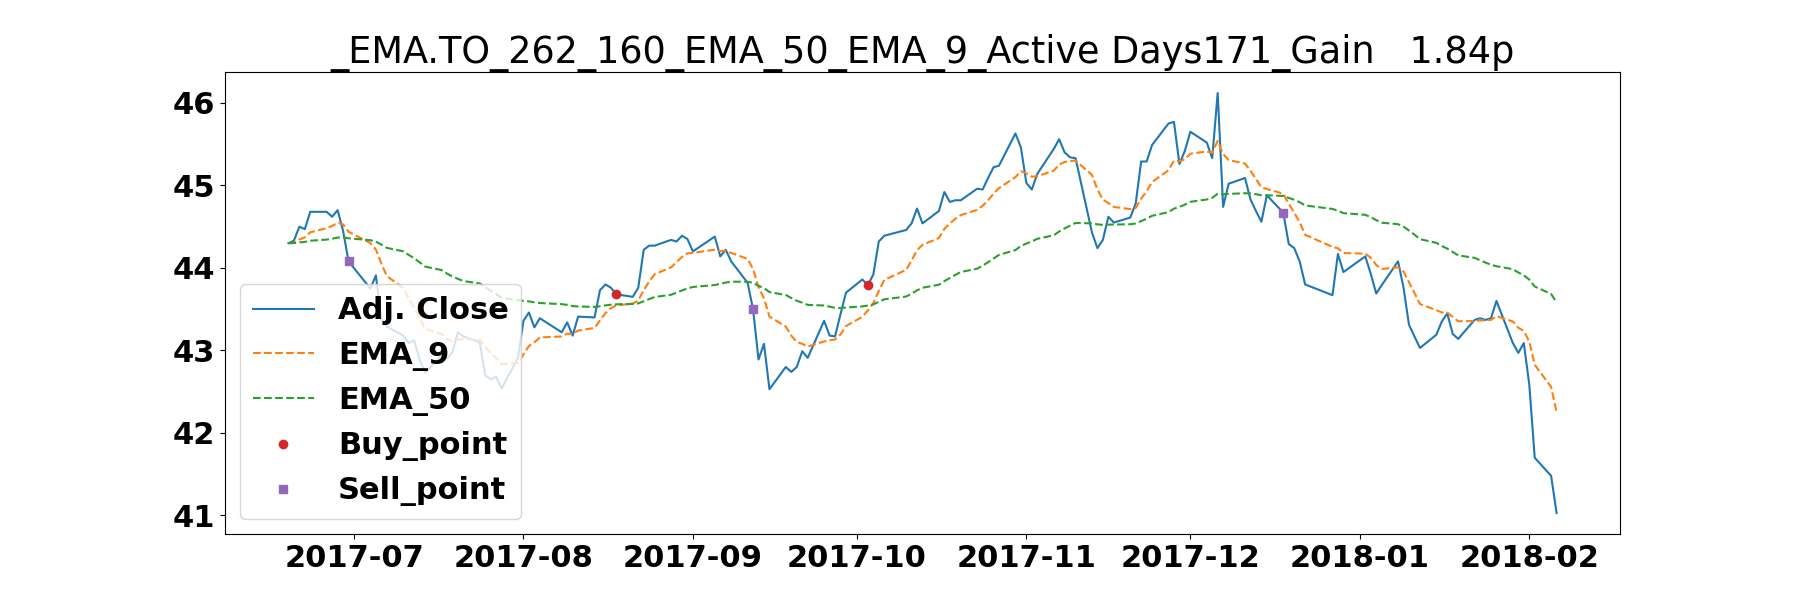 _EMA.TO_262_160_EMA_50_EMA_9_Active Days171_Gain   1.84p
46
45
44
43
42
41
Adj. Close
EMA_9
EMA_50
Buy_point
Sell_point
2017-07 2017-08 2017-09 2017-10 2017-11 2017-12 2018-01 2018-02